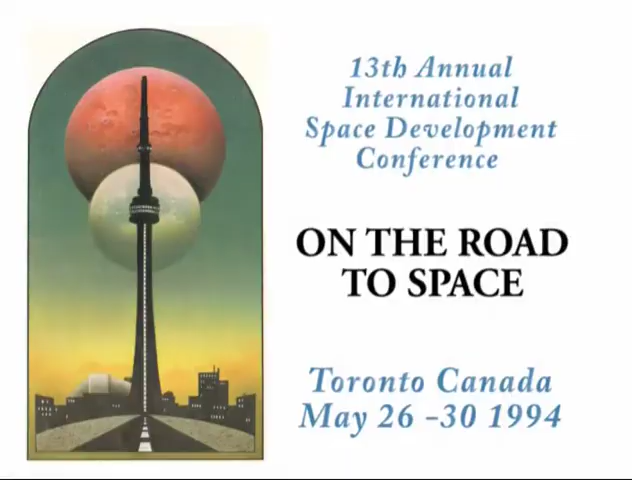 13th Annual
International
Space Development
Conference
ON THE ROAD
TO SPACE
Toronto Canada
May 26 -30 1994